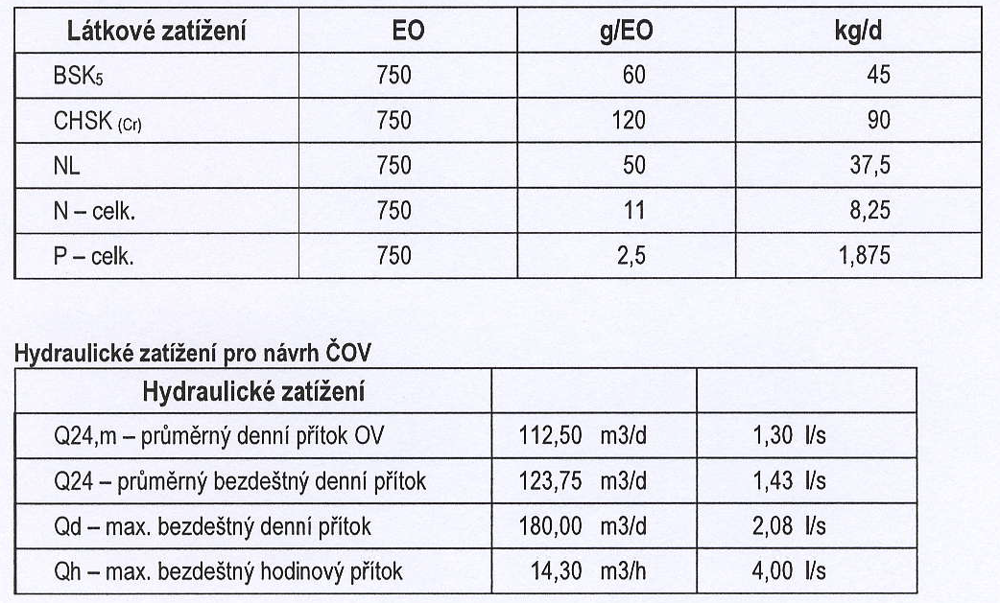 Látkové zatížení EO g/EO kg/d
BSK5 750 60 45
CHSK (Cr) 750 120 90
NL 750 50 37,5
N – celk. 750 11 8,25
P – celk. 750 2,5 1,875
Hydraulické zatížení pro návrh ČOV
Hydraulické zatížení
Q24,m – průměrný denní přítok OV 112,50 m3/d 1,30 l/s
Q24 – průměrný bezdeštný denní přítok 123,75 m3/d 1,43 l/s
Qd – max. bezdeštný denní přítok 180,00 m3/d 2,08 l/s
Qh – max. bezdeštný hodinový přítok 14,30 m3/h 4,00 l/s